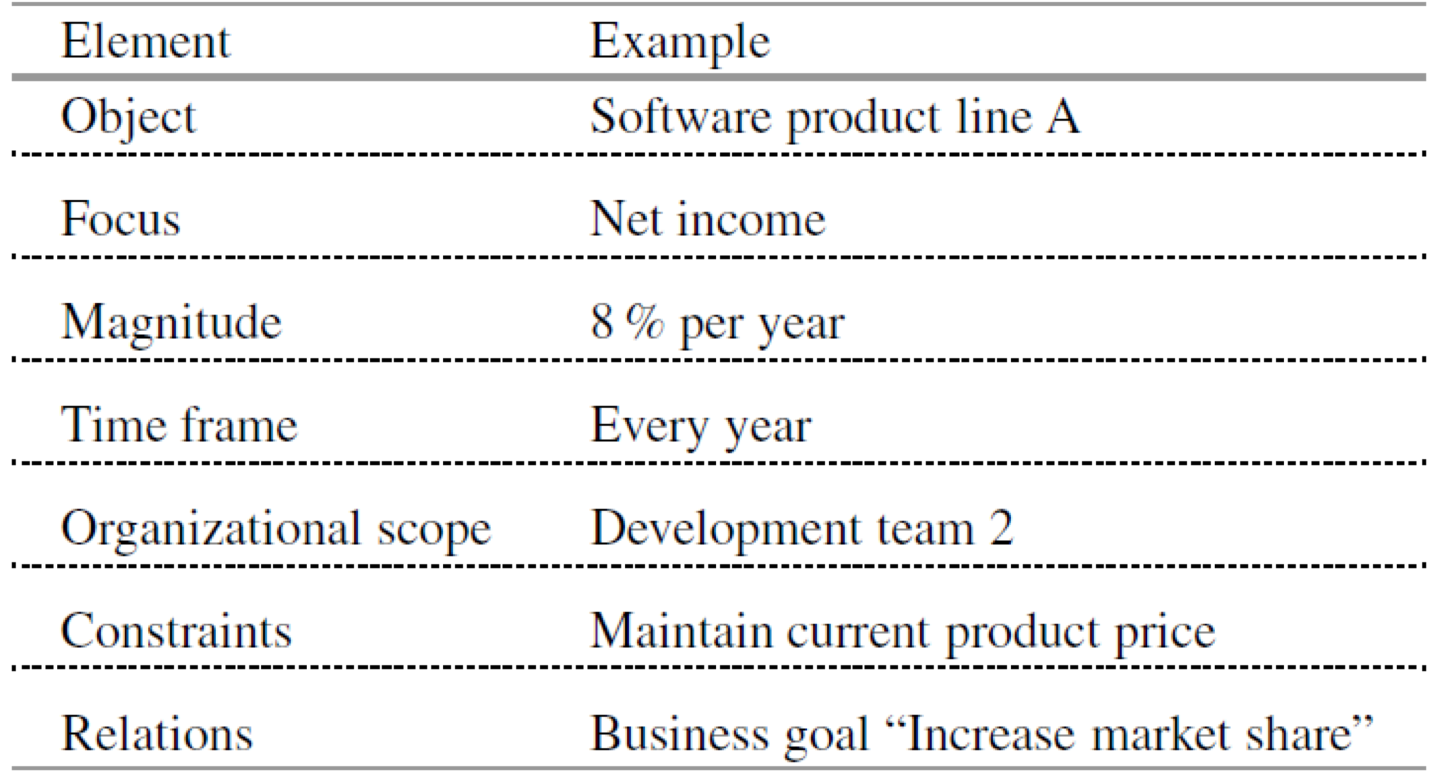 Element Example
Object Software product line A
Focus Net income
Magnitude 8 % per year
Time frame Every year
Organizational scope Development team 2
Constraints Maintain current product price
Relations Business goal “Increase market share”